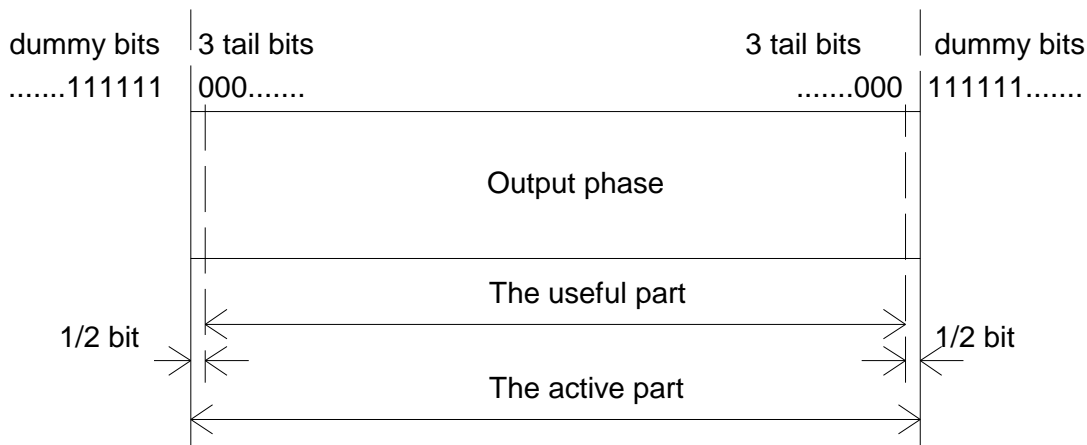 dummy bits 3 tail bits 3 tail bits dummy bits
.......111111 000....... .......000 111111.......
Output phase
The useful part
1/2 bit 1/2 bit
The active part